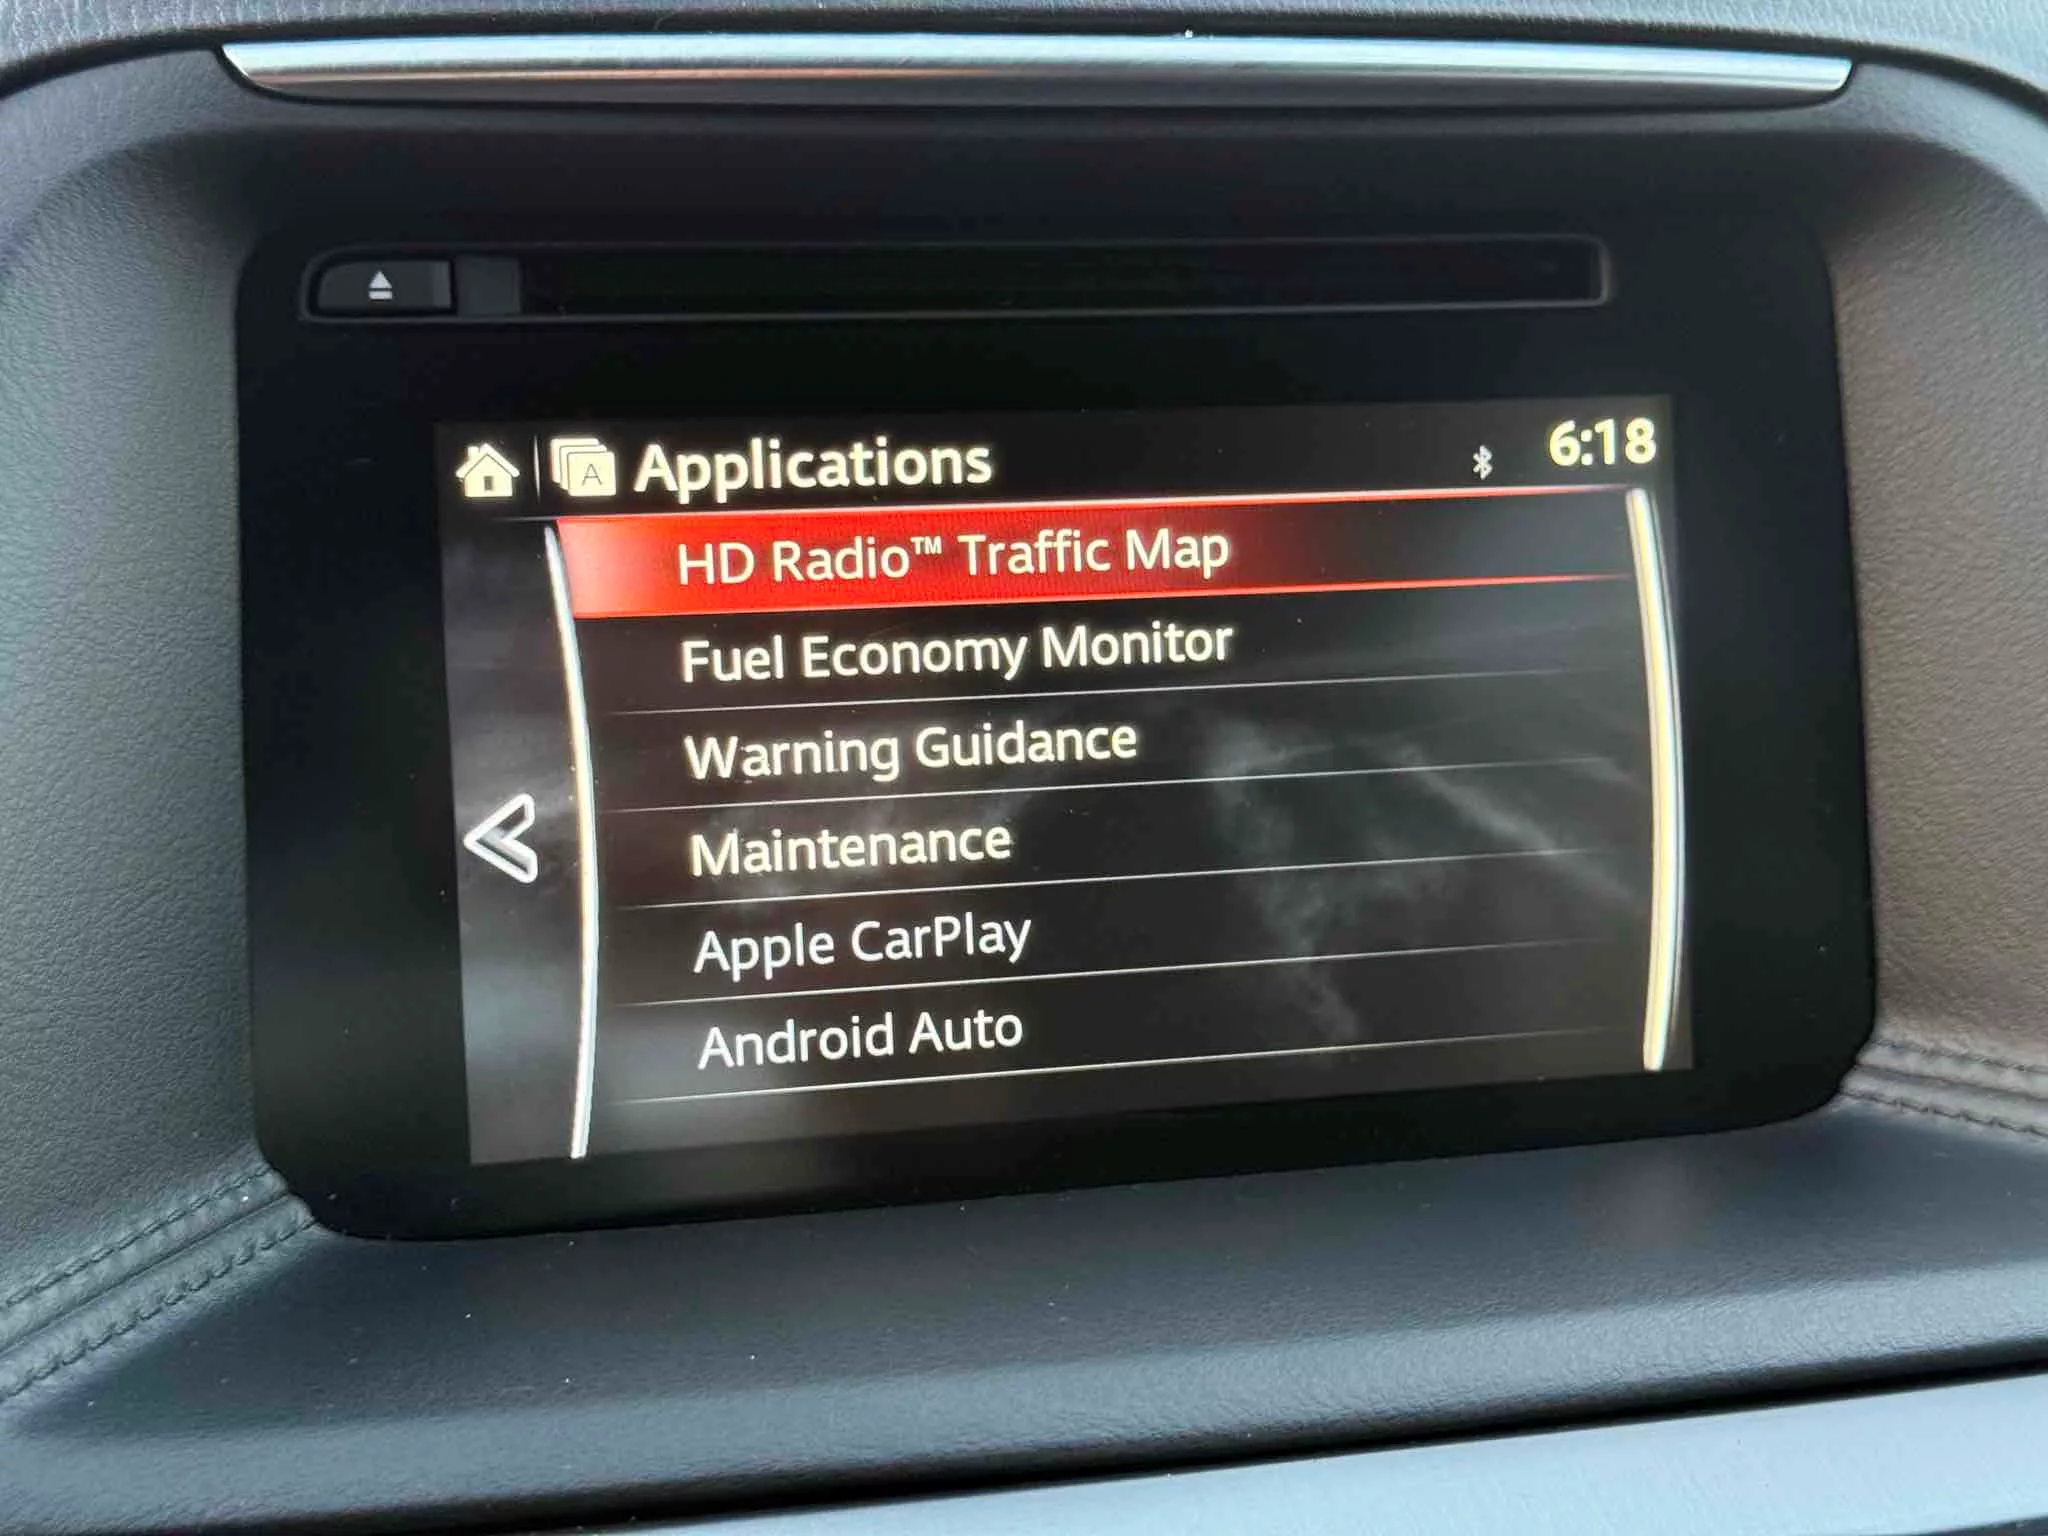 A Applications 6:18
HD Radio™ Traffic Map
Fuel Economy Monitor
Warning Guidance
Maintenance
Apple CarPlay
Android Auto